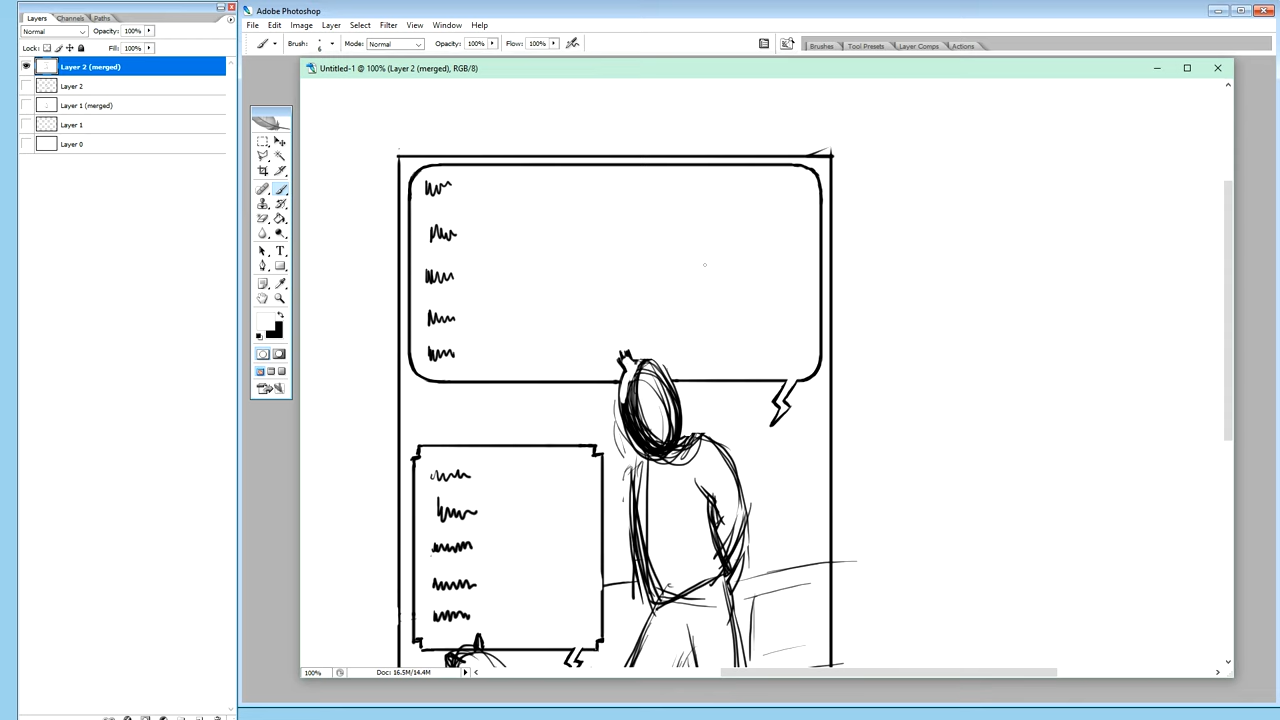 Layers Channels Paths
Normal Opacity: 100%
Lock: Fill: 100%
Layer 2 (merged)
Layer 2
Layer 1 (merged)
Layer 1
Layer 0
Adobe Photoshop
File Edit Image Layer Select Filter View Window Help
Brush: 6 Mode: Normal Opacity: 100% Flow: 100%
Brushes Tool Presets Layer Comps Actions
Untitled-1 @ 100% (Layer 2 (merged), RGB/8)
T
100% Doc: 16.5M/14.4M